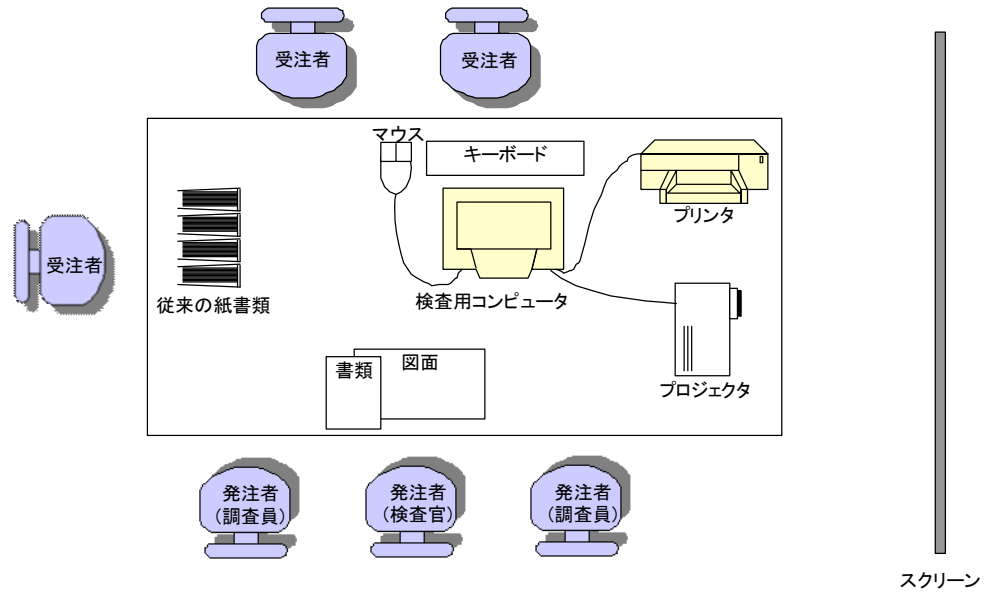 受注者
受注者
マウス
キーボード
プリンタ
受注者
従来の紙書類
検査用コンピュータ
書類
図面
プロジェクタ
発注者
(調査員)
発注者
(検査官)
発注者
(調査員)
スクリーン